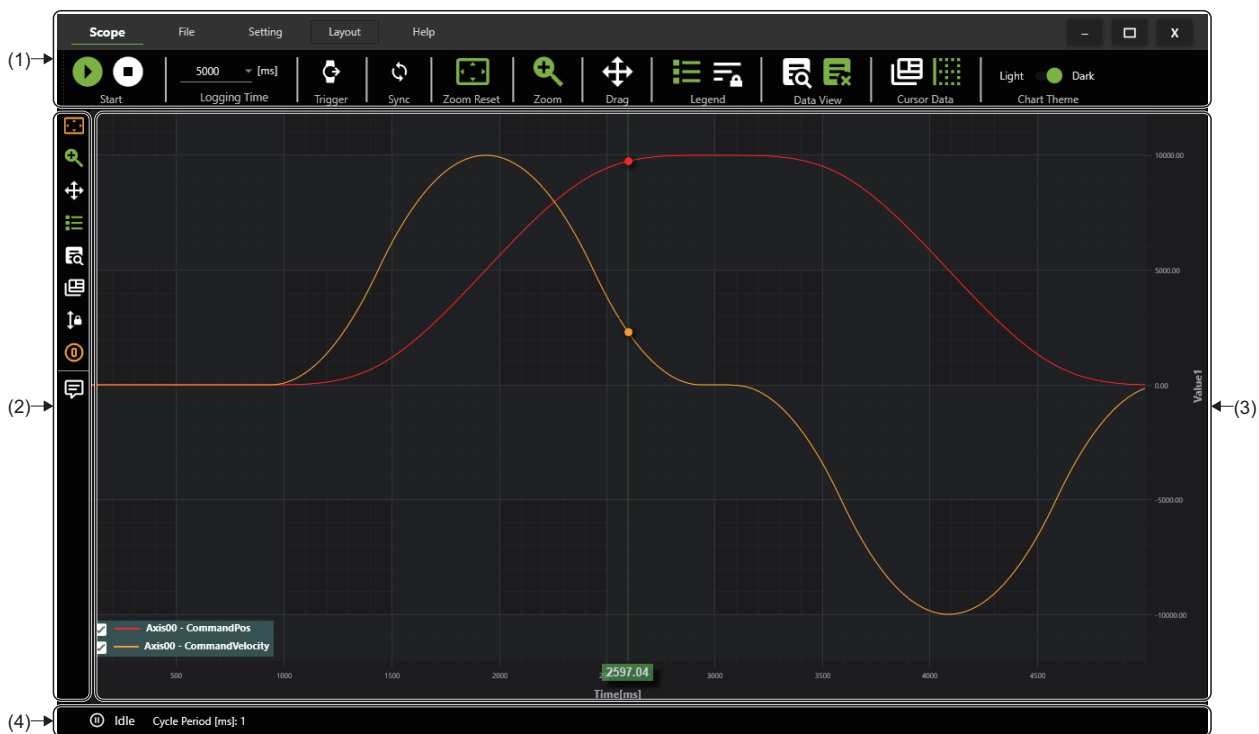 Scope File Setting Layout Help – X
(1)
5000 [ms] Light Dark
Start Logging Time Trigger Sync Zoom Reset Zoom Drag Legend Data View Cursor Data Chart Theme
10000.00
5000.00
0.00
Value1
(2)
(3)
-5000.00
-10000.00
Axis00 - CommandPos
Axis00 - CommandVelocity
500 1000 1500 2000 2597.04 3000 3500 4000 4500
Time[ms]
(4)
Idle Cycle Period [ms]: 1